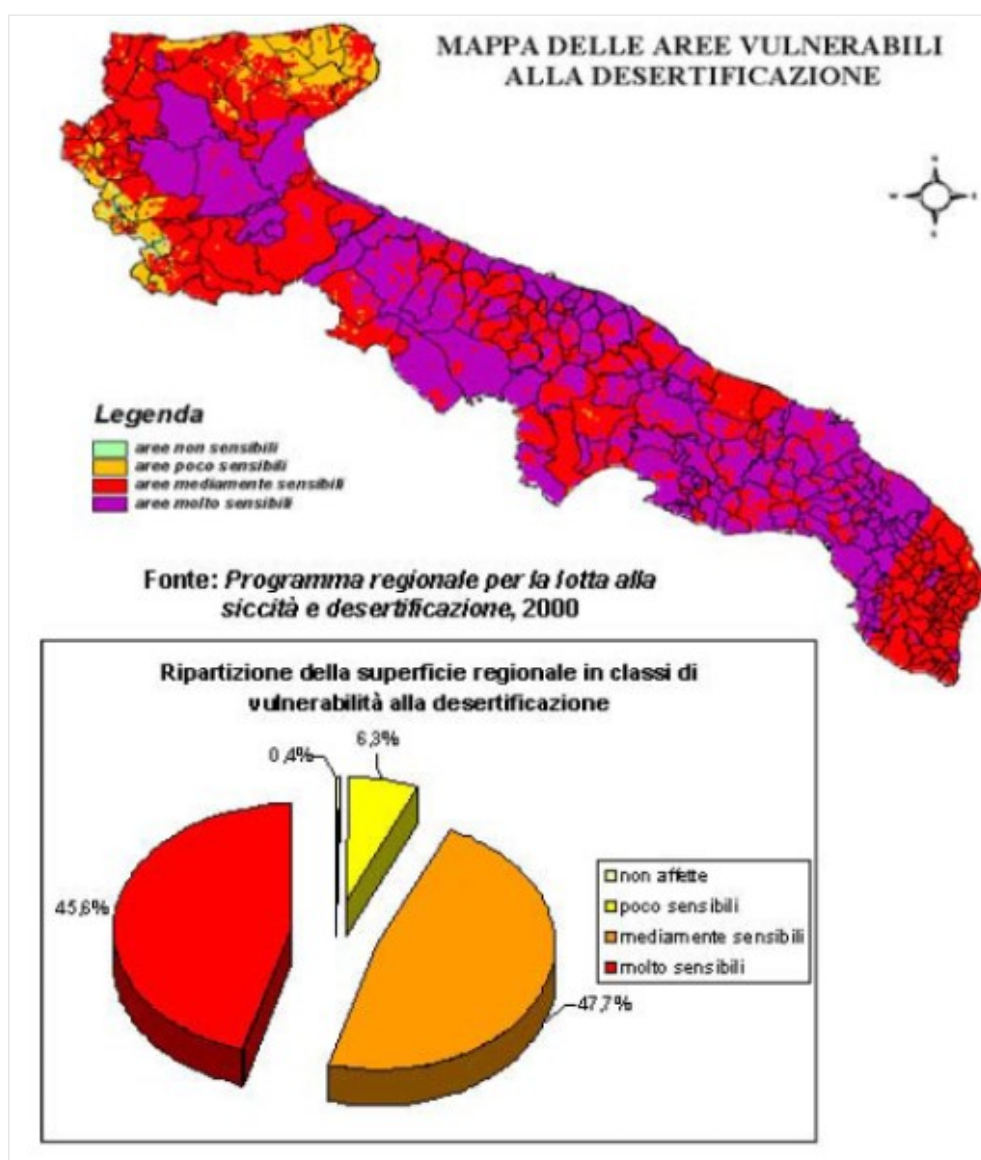 MAPPA DELLE AREE VULNERABILI
ALLA DESERTIFICAZIONE
Legenda
aree non sensibili
aree poco sensibili
aree mediamente sensibili
aree molto sensibili
Fonte: Programma regionale per la lotta alla
siccità e desertificazione, 2000
Ripartizione della superficie regionale in classi di
vulnerabilità alla desertificazione
0,4%
6,3%
45,6%
47,7%
non affette
poco sensibili
mediamente sensibili
molto sensibili